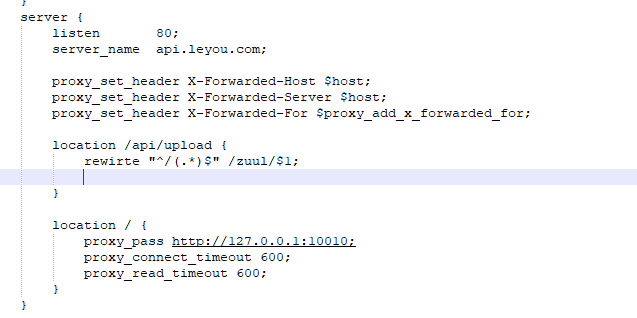 }
server {
listen 80;
server_name api.leyou.com;
proxy_set_header X-Forwarded-Host $host;
proxy_set_header X-Forwarded-Server $host;
proxy_set_header X-Forwarded-For $proxy_add_x_forwarded_for;
location /api/upload {
rewirte "^/(.*)$" /zuul/$1;
}
location / {
proxy_pass http://127.0.0.1:10010;
proxy_connect_timeout 600;
proxy_read_timeout 600;
}
}